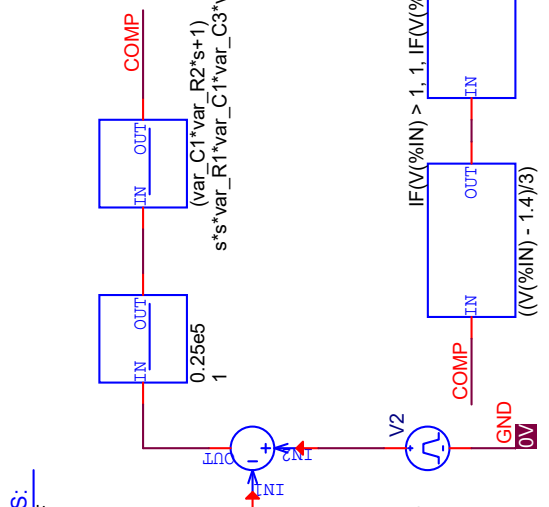 COMP
IN OUT
(var_C1*var_R2*s+1)
s*s*var_R1*var_C1*var_C3*v
IN OUT
0.25e5
1
OUT
+
−
IN2
IN1
V2
+
-
GND
0V
COMP
IN OUT
((V(%IN) - 1.4)/3)
IN
IF(V(%IN) > 1, 1, IF(V(%
S: